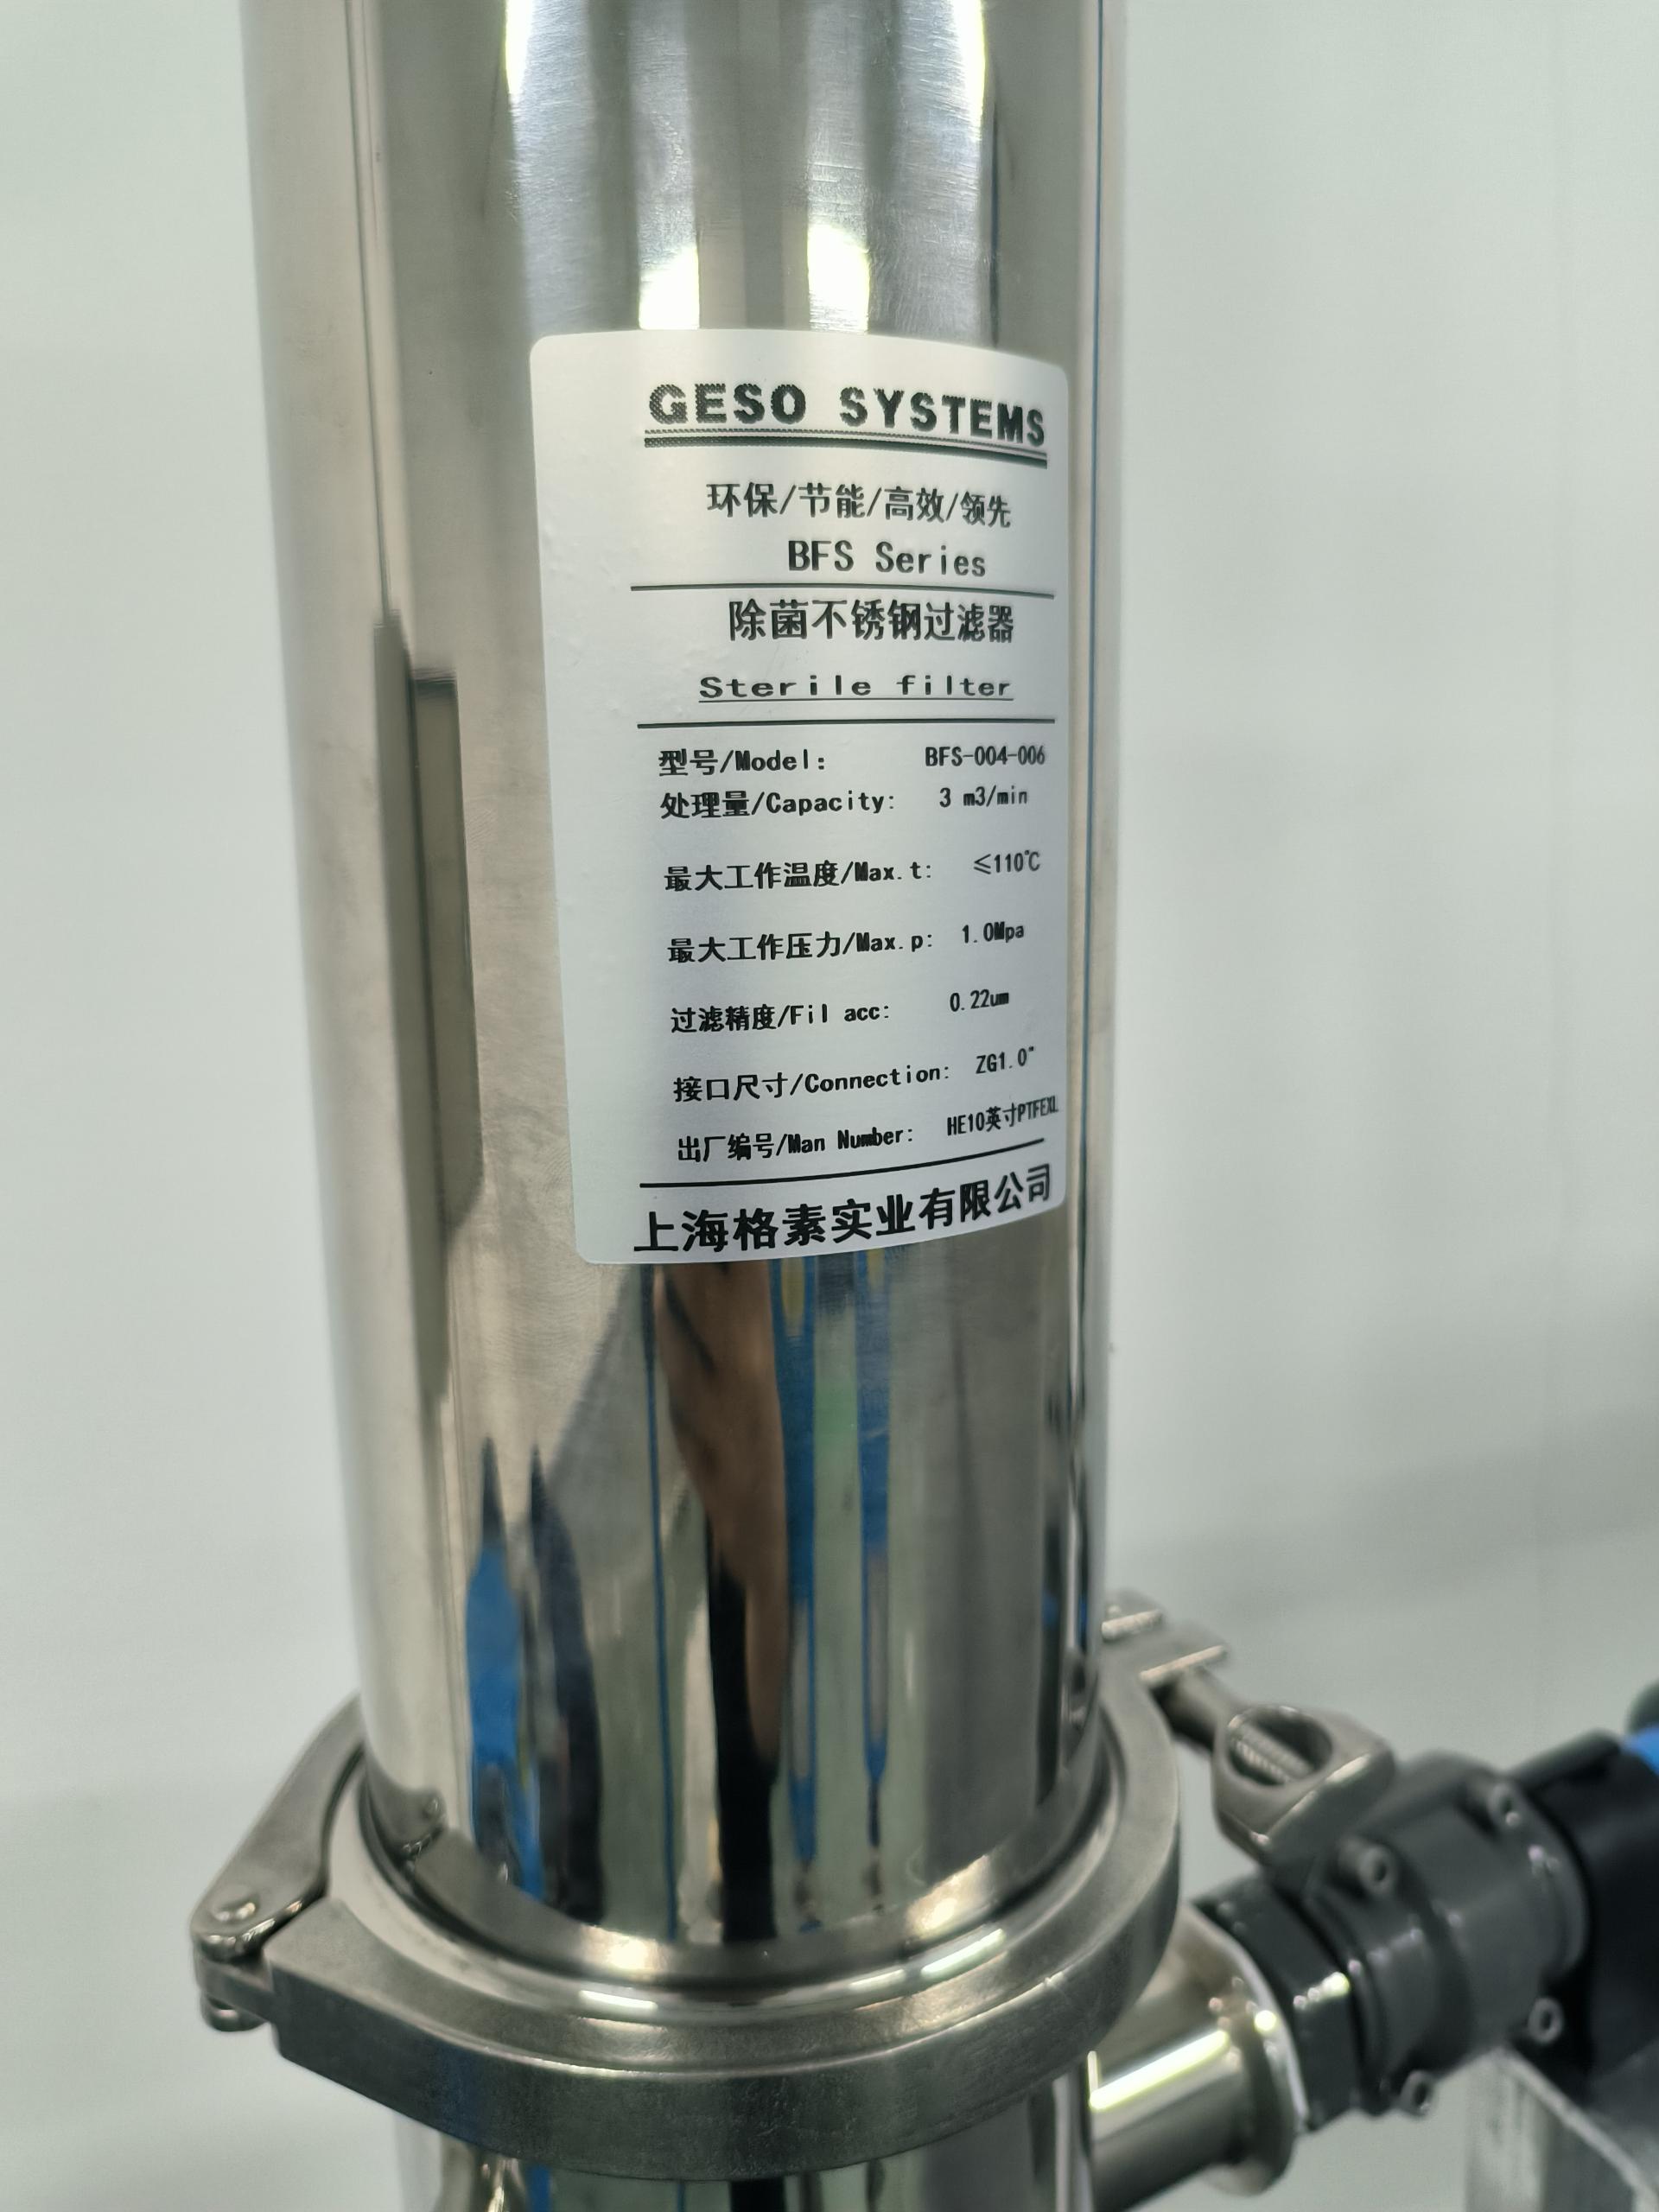 GESO SYSTEMS
环保/节能/高效/领先
BFS Series
除菌不锈钢过滤器
Sterile filter
型号/Model: BFS-004-006
处理量/Capacity: 3 m3/min
最大工作温度/Max.t: ≤110℃
最大工作压力/Max.p: 1.0Mpa
过滤精度/Fil acc: 0.22um
接口尺寸/Connection: ZG1.0"
出厂编号/Man Number: HE10英寸PTFEXL
上海格素实业有限公司